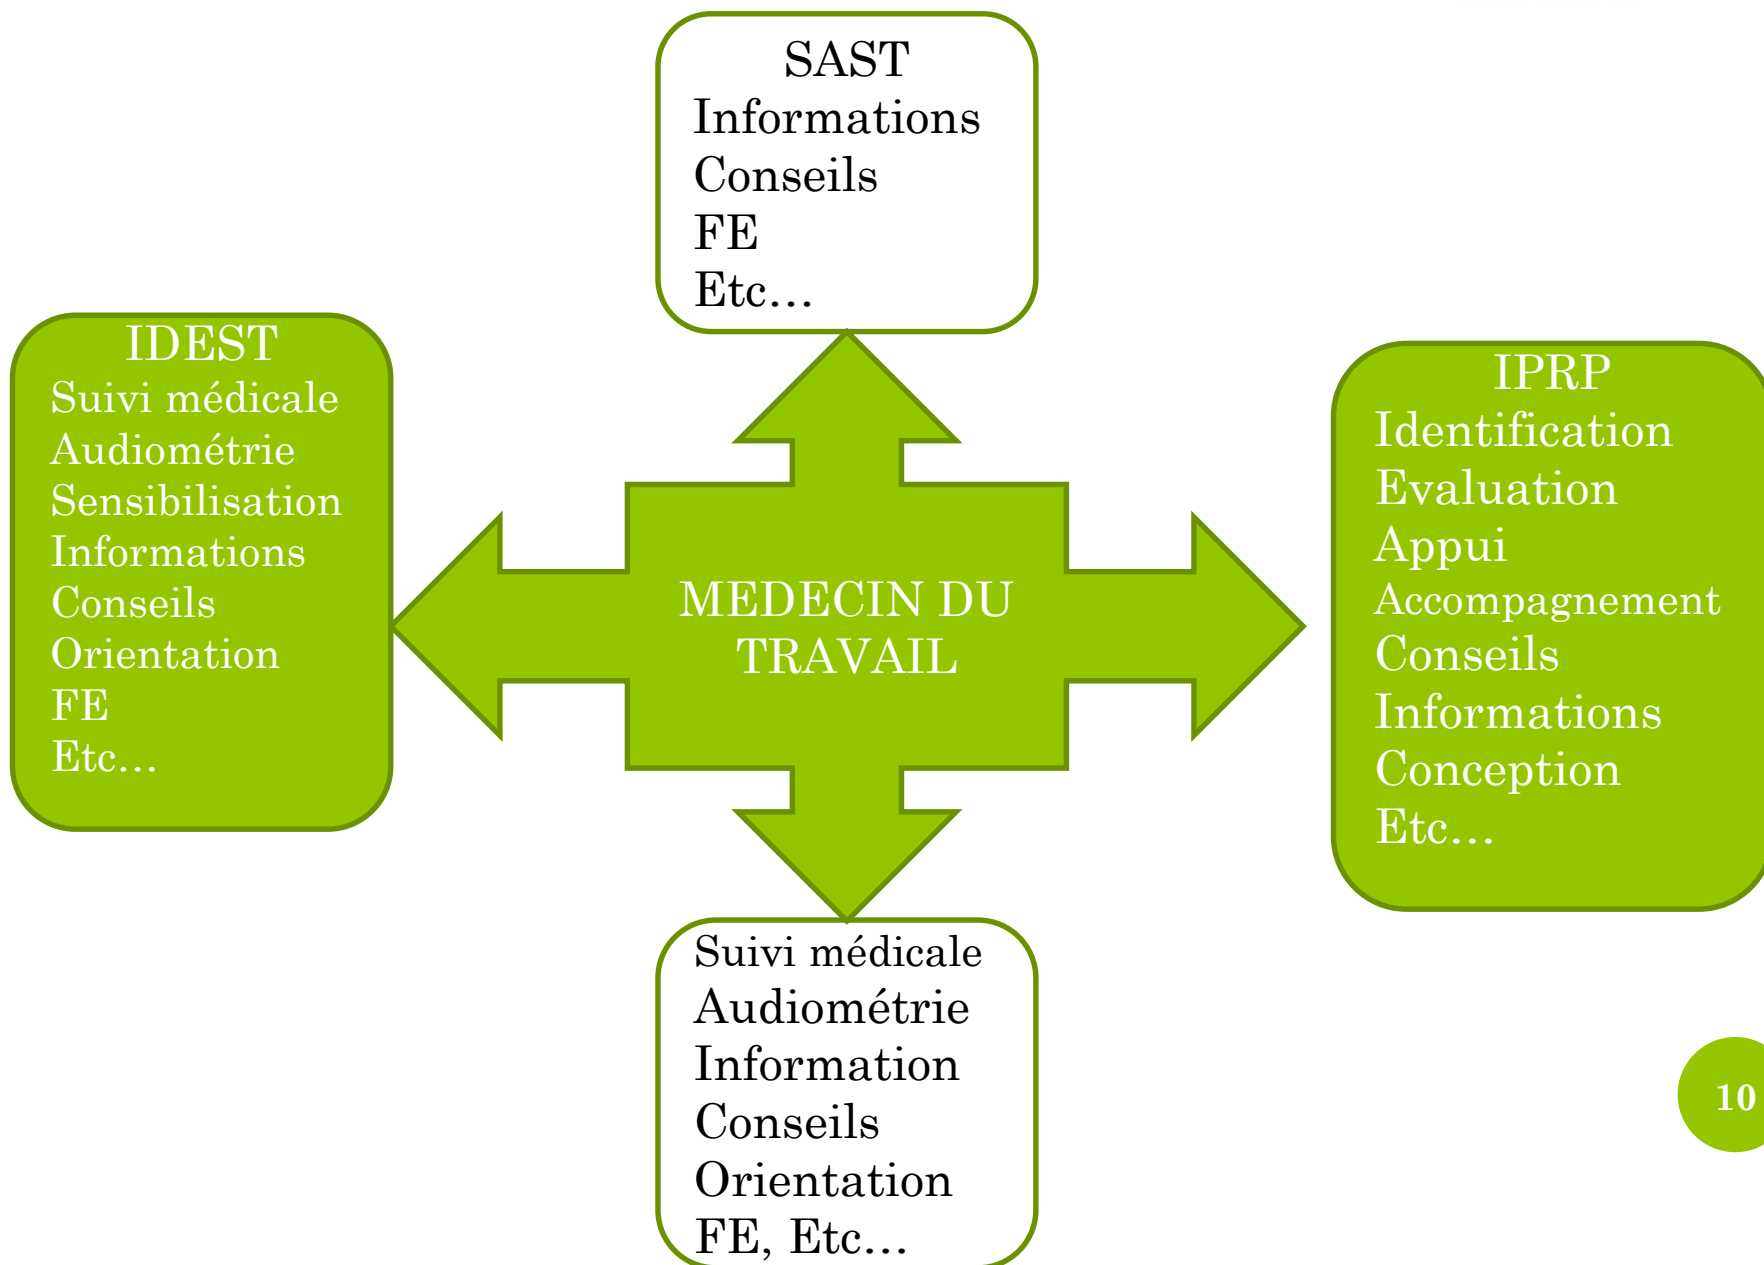 SAST
Informations
Conseils
FE
Etc…
IDEST
Suivi médicale
Audiométrie
Sensibilisation
Informations
Conseils
Orientation
FE
Etc…
MEDECIN DU
TRAVAIL
IPRP
Identification
Evaluation
Appui
Accompagnement
Conseils
Informations
Conception
Etc…
Suivi médicale
Audiométrie
Information
Conseils
Orientation
FE, Etc…
10